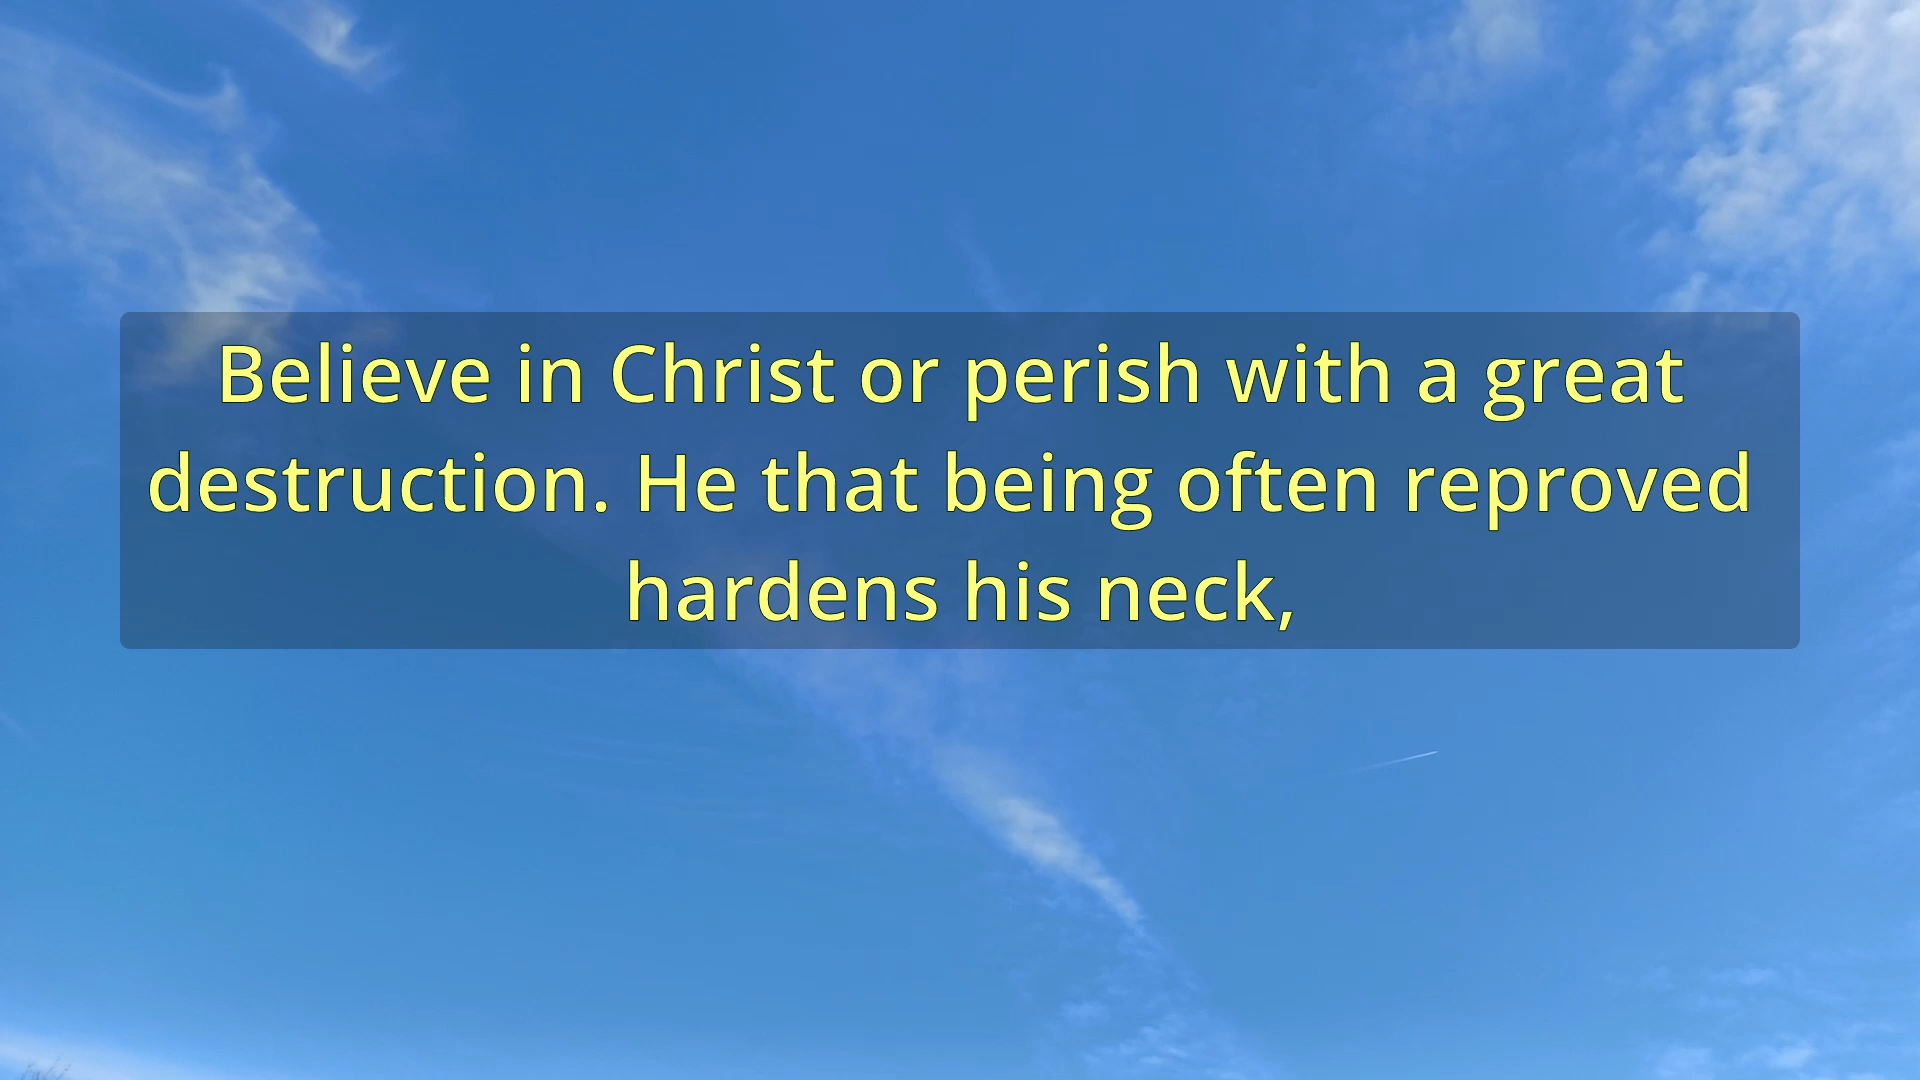 Believe in Christ or perish with a great
destruction. He that being often reproved
hardens his neck,